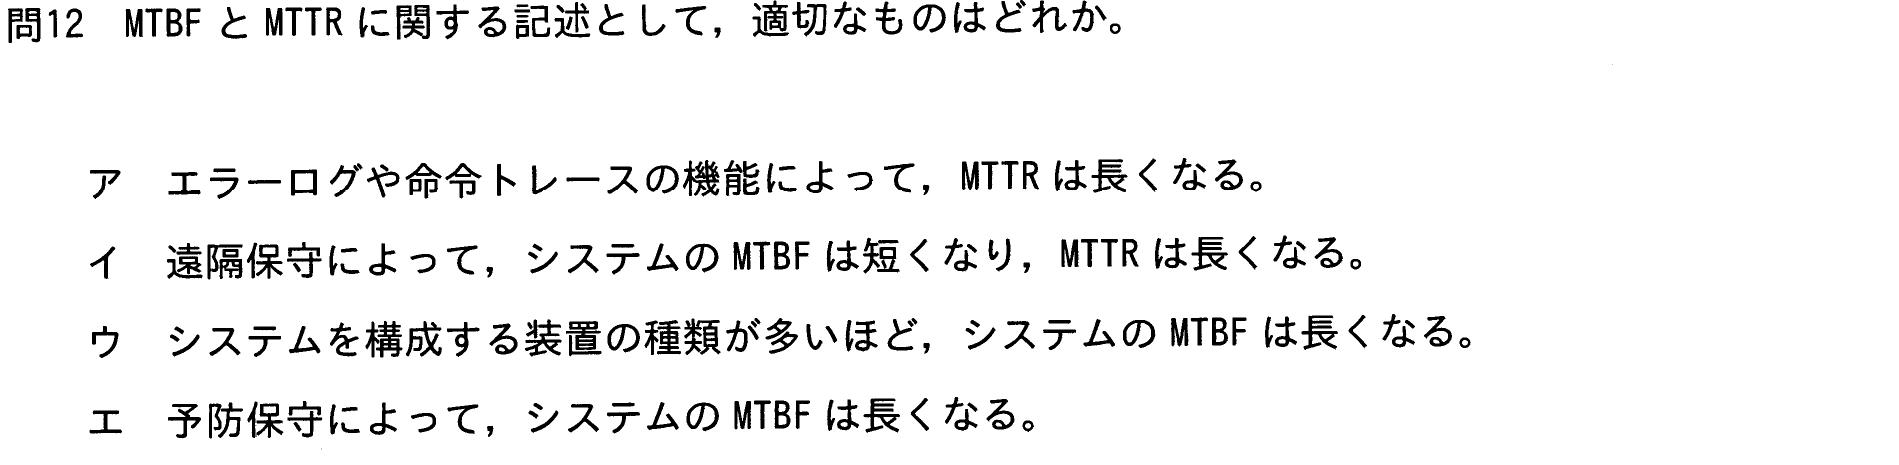 問12　MTBF と MTTR に関する記述として，適切なものはどれか。
ア　エラーログや命令トレースの機能によって，MTTR は長くなる。
イ　遠隔保守によって，システムの MTBF は短くなり，MTTR は長くなる。
ウ　システムを構成する装置の種類が多いほど，システムの MTBF は長くなる。
エ　予防保守によって，システムの MTBF は長くなる。